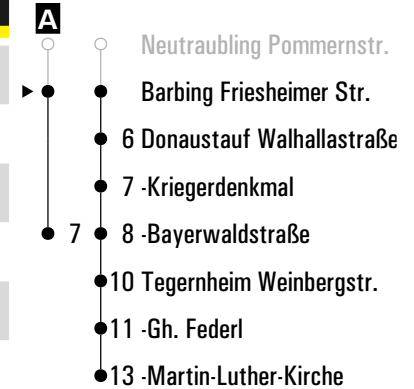 A
Neutraubling Pommernstr.
Barbing Friesheimer Str.
6 Donaustauf Walhallastraße
7 -Kriegerdenkmal
7 8 -Bayerwaldstraße
10 Tegernheim Weinbergstr.
11 -Gh. Federl
13 -Martin-Luther-Kirche